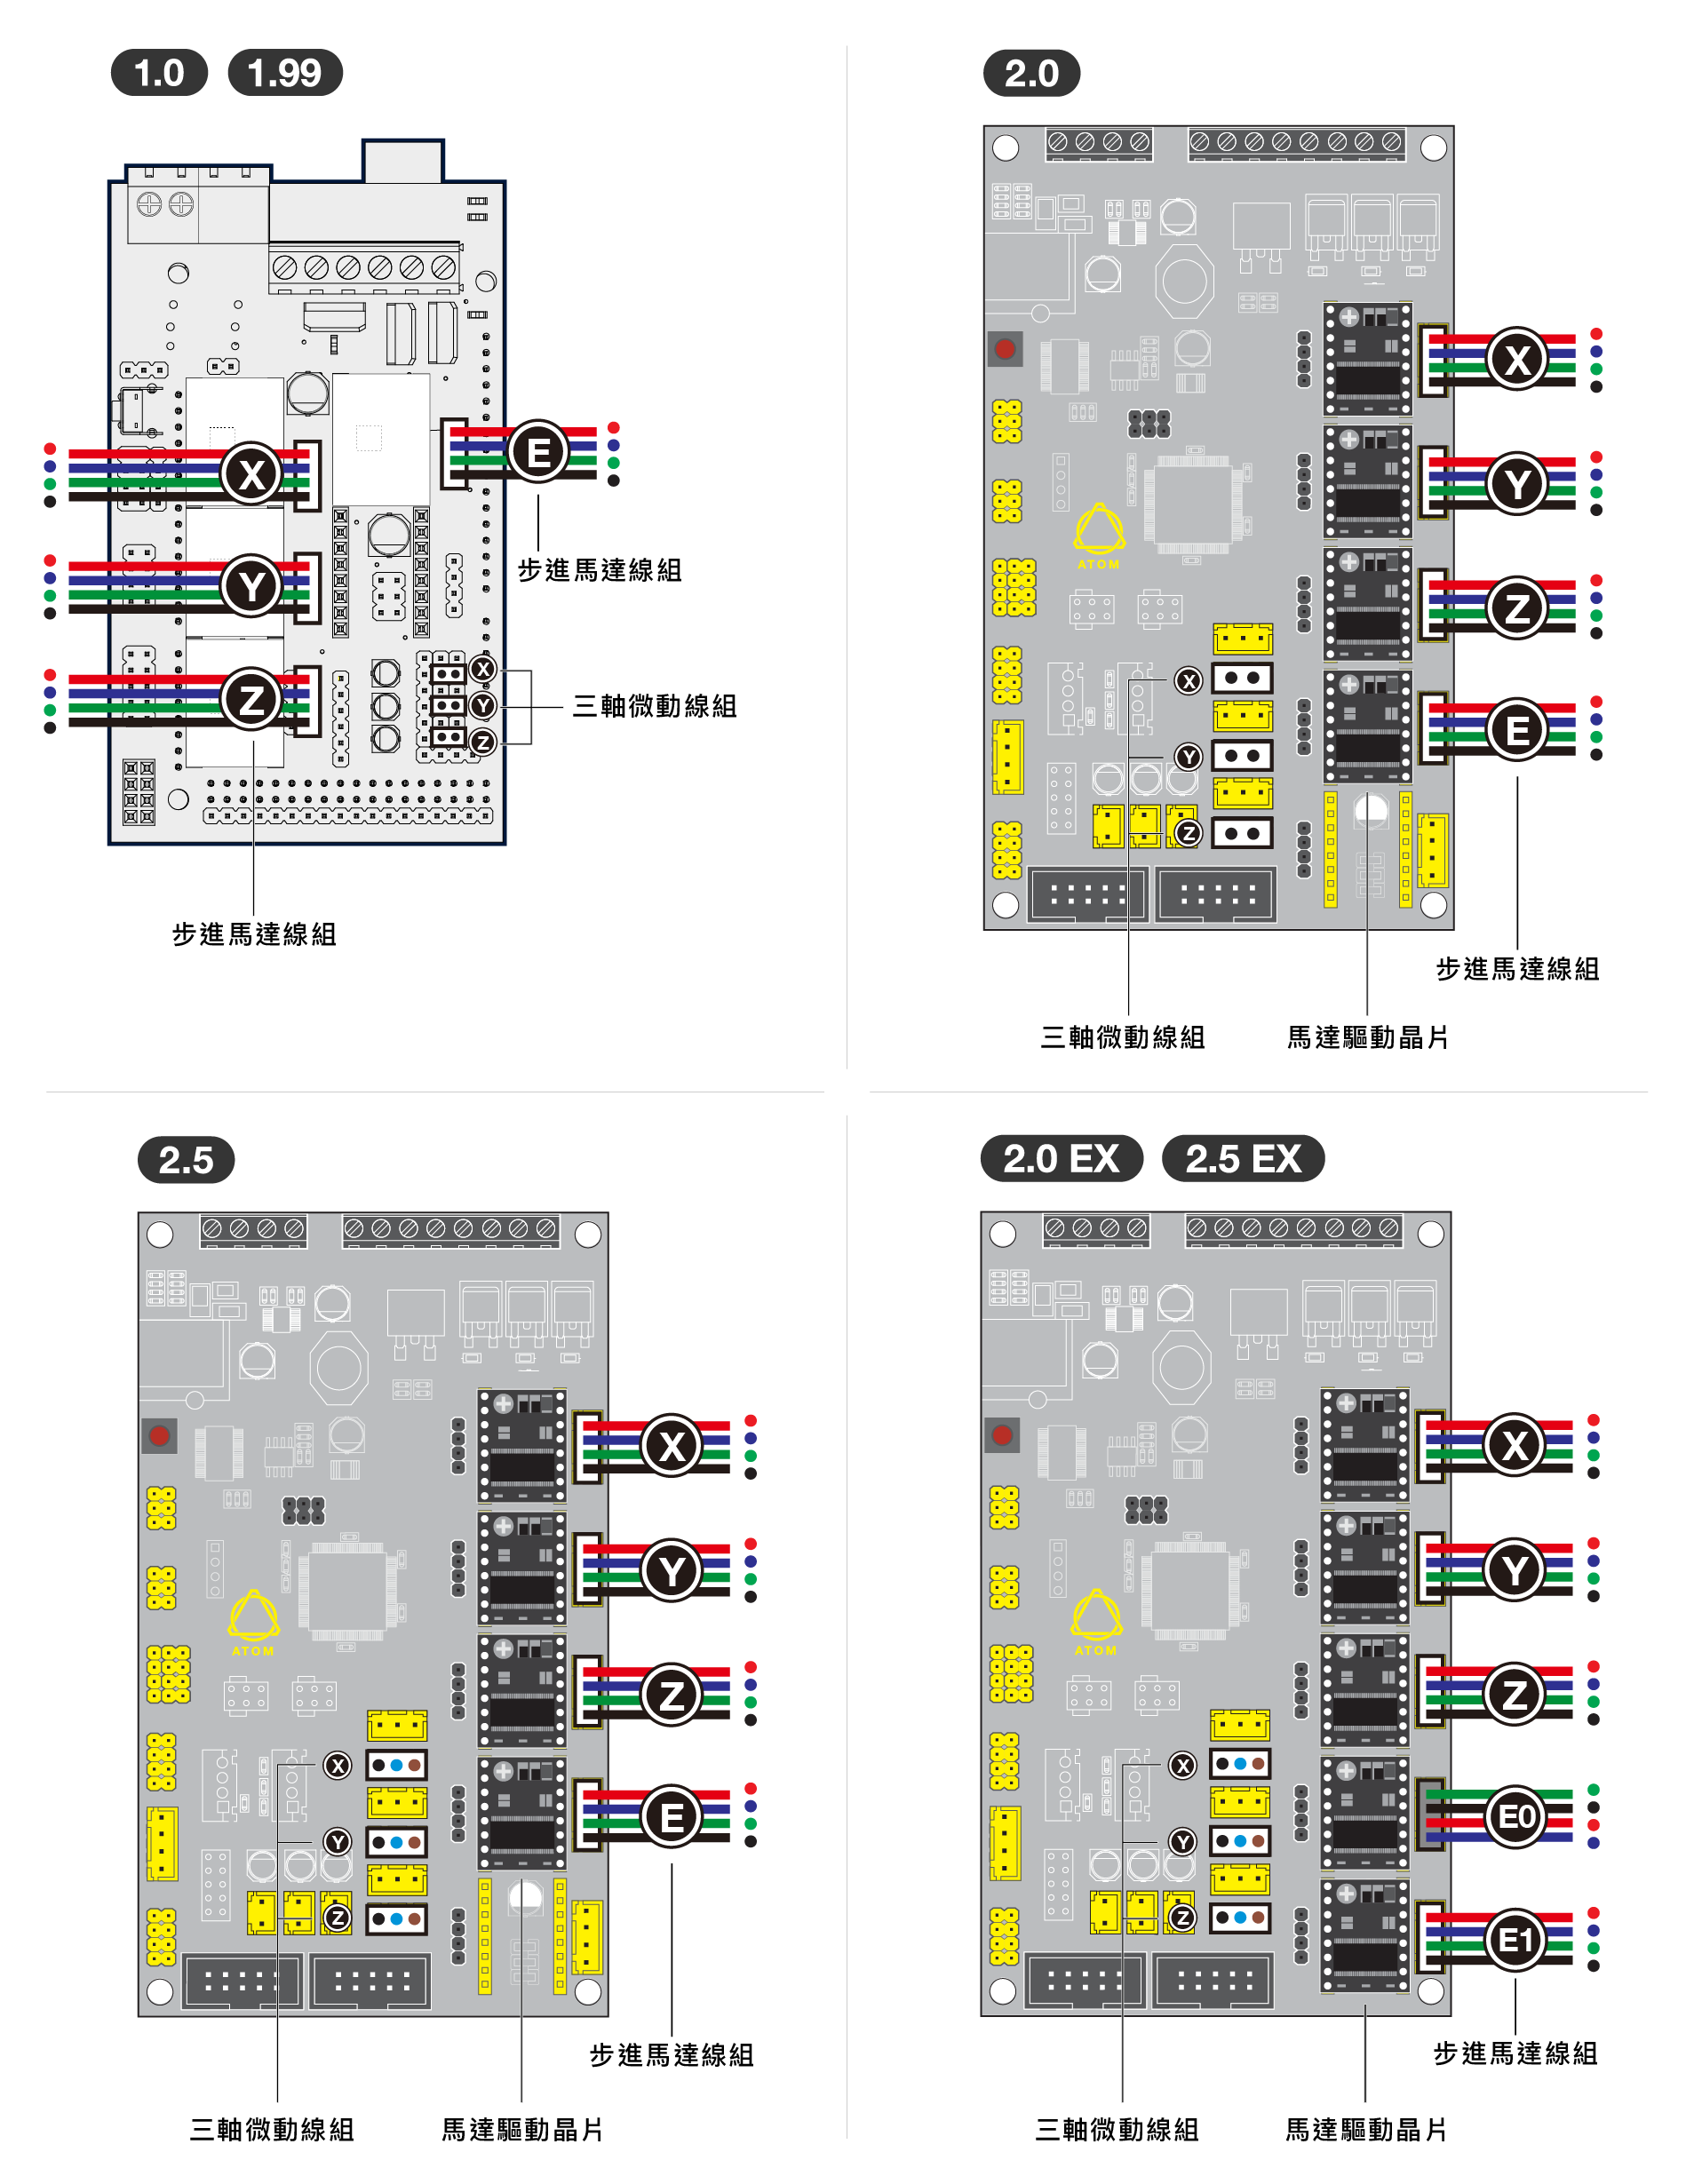 1.0 1.99
X
Y
Z
E
步進馬達線組
X
Y
Z
三軸微動線組
步進馬達線組
2.0
X
Y
Z
E
ATOM
X
Y
Z
步進馬達線組
三軸微動線組
馬達驅動晶片
2.5
X
Y
Z
E
ATOM
X
Y
Z
步進馬達線組
三軸微動線組
馬達驅動晶片
2.0 EX 2.5 EX
X
Y
Z
E0
E1
ATOM
X
Y
Z
步進馬達線組
三軸微動線組
馬達驅動晶片